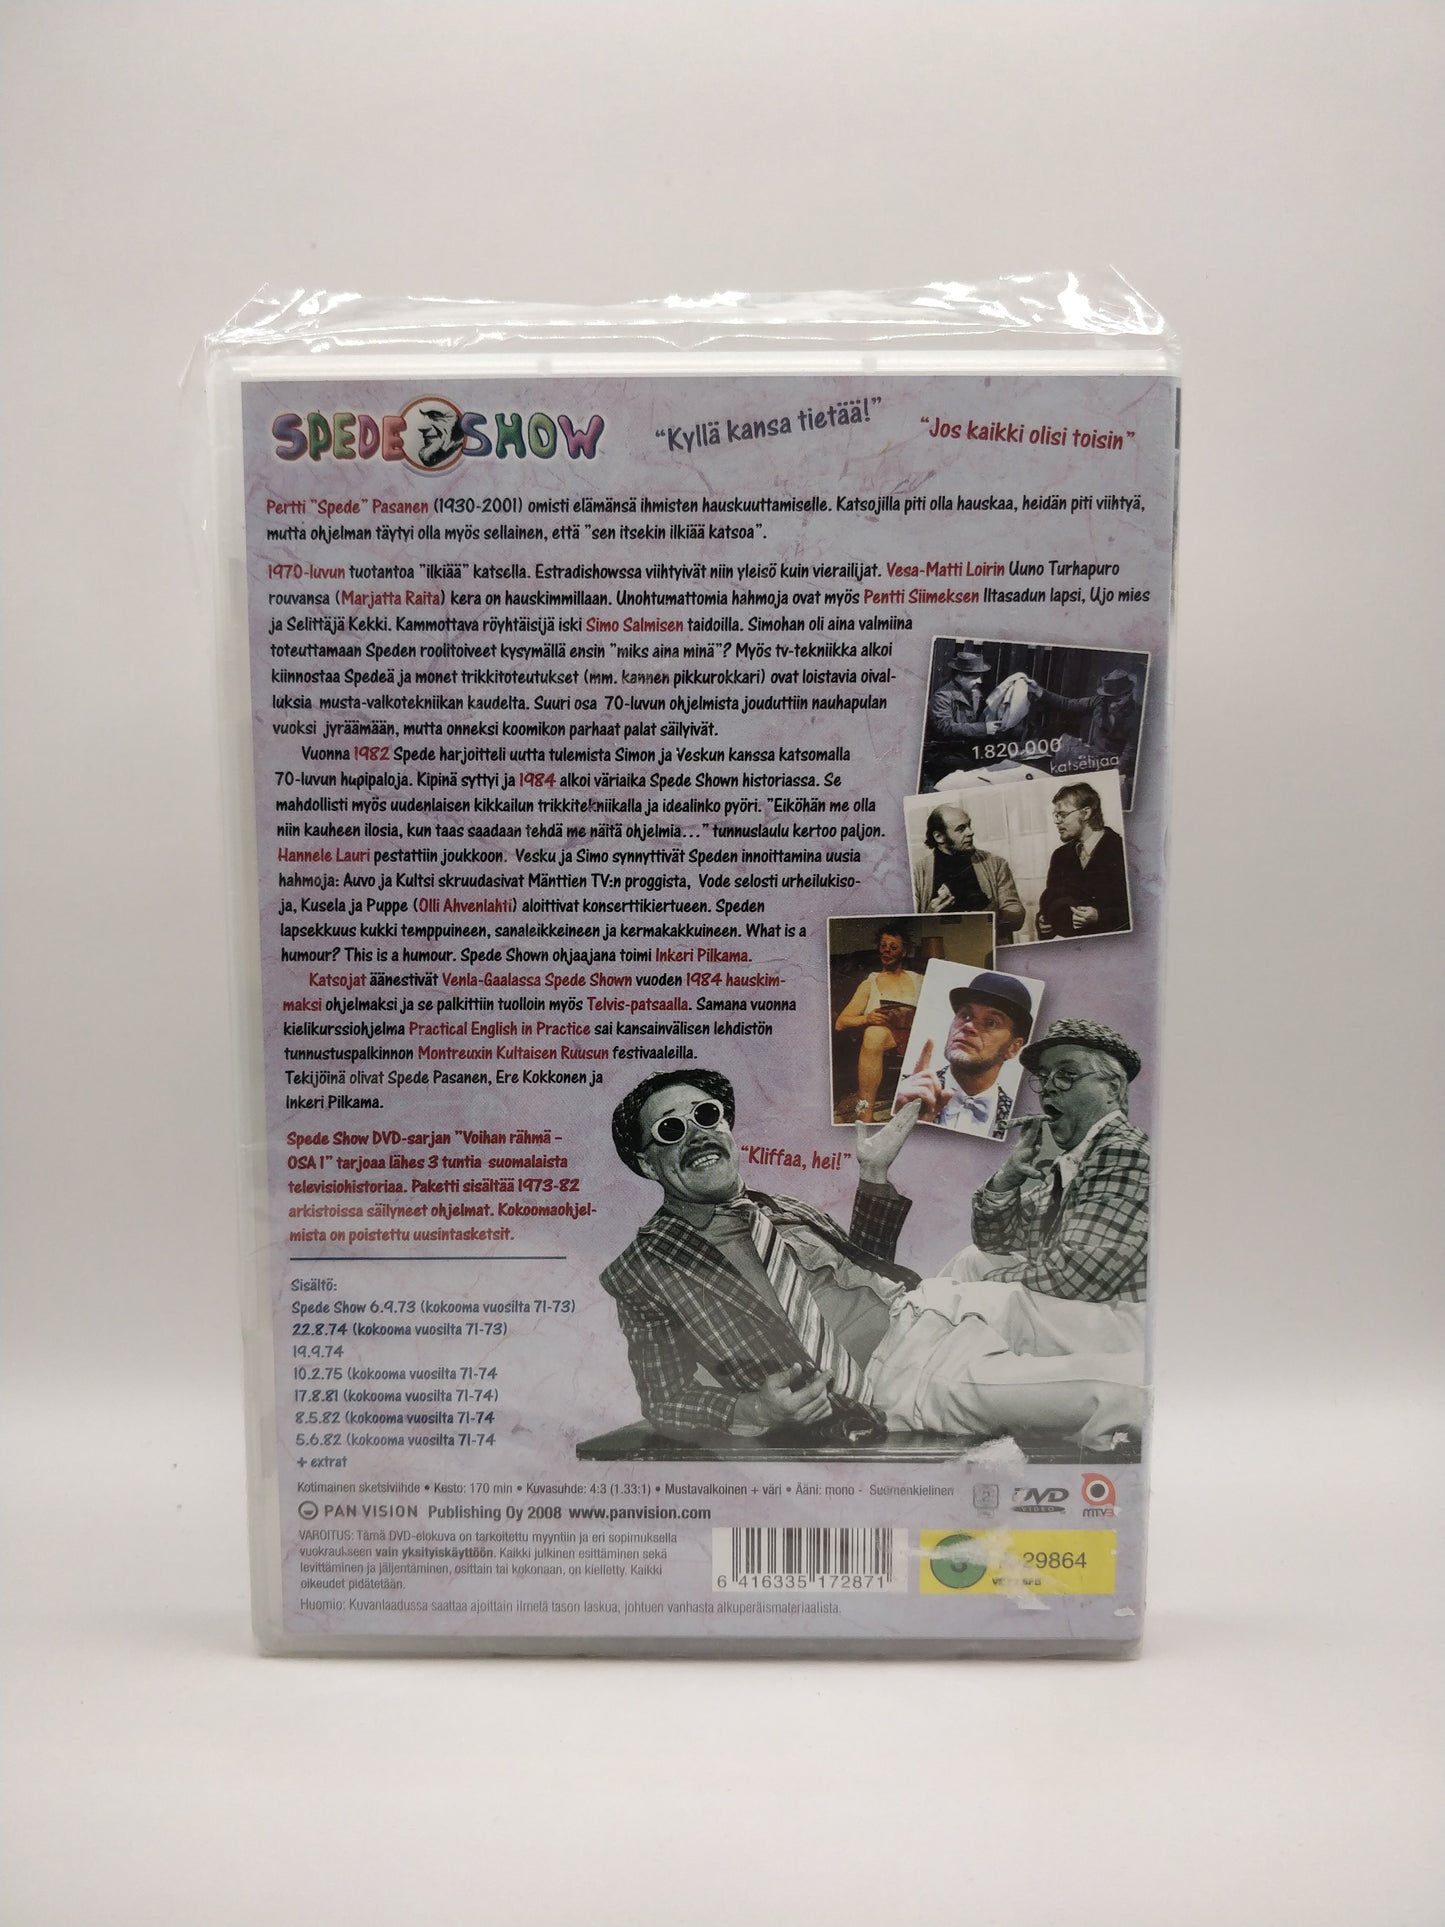 SPEDE SHOW
"Kyllä kansa tietää!"
"Jos kaikki olisi toisin"
Pertti "Spede" Pasanen (1930-2001) omisti elämänsä ihmisten hauskuuttamiselle. Katsojilla piti olla hauskaa, heidän piti viihtyä,
mutta ohjelman täytyi olla myös sellainen, että "sen itsekin ilkiää katsoa".
1970-luvun tuotantoa "ilkiää" katsella. Estradishowssa viihtyivät niin yleisö kuin vierailijat. Vesa-Matti Loirin Uuno Turhapuro
rouvansa (Marjatta Raita) kera on hauskimmillaan. Unohtumattomia hahmoja ovat myös Pentti Siimeksen Iltasadun lapsi, Ujo mies
ja Selittäjä Kekki. Kammottava röyhtäisijä iski Simo Salmisen taidoilla. Simohan oli aina valmiina
toteuttamaan Speden roolitoiveet kysymällä ensin "miks aina minä"? Myös tv-tekniikka alkoi
kiinnostaa Spedeä ja monet trikkitoteutukset (mm. kannen pikkurokkari) ovat loistavia oival-
luksia musta-valkotekniikan kaudelta. Suuri osa 70-luvun ohjelmista jouduttiin nauhapulan
vuoksi jyräämään, mutta onneksi koomikon parhaat palat säilyivät.
Vuonna 1982 Spede harjoitteli uutta tulemista Simon ja Veskun kanssa katsomalla
70-luvun hupipaloja. Kipinä syttyi ja 1984 alkoi väriaika Spede Shown historiassa. Se
mahdollisti myös uudenlaisen kikkailun trikkitekniikalla ja idealinko pyöri. "Eiköhän me olla
niin kauheen ilosia, kun taas saadaan tehdä me näitä ohjelmia..." tunnuslaulu kertoo paljon.
Hannele Lauri pestattiin joukkoon. Vesku ja Simo synnyttivät Speden innoittamina uusia
hahmoja: Auvo ja Kultsi skruudasivat Mänttien TV:n proggista, Vode selosti urheilukiso-
ja, Kusela ja Puppe (Olli Ahvenlahti) aloittivat konserttikiertueen. Speden
lapsekkuus kukki temppuineen, sanaleikkeineen ja kermakakkuineen. What is a
humour? This is a humour. Spede Shown ohjaajana toimi Inkeri Pilkama.
Katsojat äänestivät Venla-Gaalassa Spede Shown vuoden 1984 hauskim-
maksi ohjelmaksi ja se palkittiin tuolloin myös Telvis-patsaalla. Samana vuonna
kielikurssiohjelma Practical English in Practice sai kansainvälisen lehdistön
tunnustuspalkinnon Montreuxin Kultaisen Ruusun festivaaleilla.
Tekijöinä olivat Spede Pasanen, Ere Kokkonen ja
Inkeri Pilkama.
1.820.000
katselijaa
"Kliffaa, hei!"
Spede Show DVD-sarjan "Voihan rähmä -
OSA 1" tarjoaa lähes 3 tuntia suomalaista
televisiohistoriaa. Paketti sisältää 1973-82
arkistoissa säilyneet ohjelmat. Kokoomaohjel-
mista on poistettu uusintasketsit.
Sisältö:
Spede Show 6.9.73 (kokooma vuosilta 71-73)
22.8.74 (kokooma vuosilta 71-73)
19.9.74
10.2.75 (kokooma vuosilta 71-74
17.8.81 (kokooma vuosilta 71-74)
8.5.82 (kokooma vuosilta 71-74
5.6.82 (kokooma vuosilta 71-74
+ extrat
Kotimainen sketsiviihde • Kesto: 170 min • Kuvasuhde: 4:3 (1.33:1) • Mustavalkoinen + väri • Ääni: mono - Suomenkielinen
DVD VIDEO
MTV3
PAN VISION Publishing Oy 2008 www.panvision.com
VAROITUS: Tämä DVD-elokuva on tarkoitettu myyntiin ja eri sopimuksella
vuokraukseen vain yksityiskäyttöön. Kaikki julkinen esittäminen sekä
levittäminen ja jäljentäminen, osittain tai kokonaan, on kielletty. Kaikki
oikeudet pidätetään.
6 416335 172871
29864
Huomio: Kuvanlaadussa saattaa ajoittain ilmetä tason laskua, johtuen vanhasta alkuperäismateriaalista.